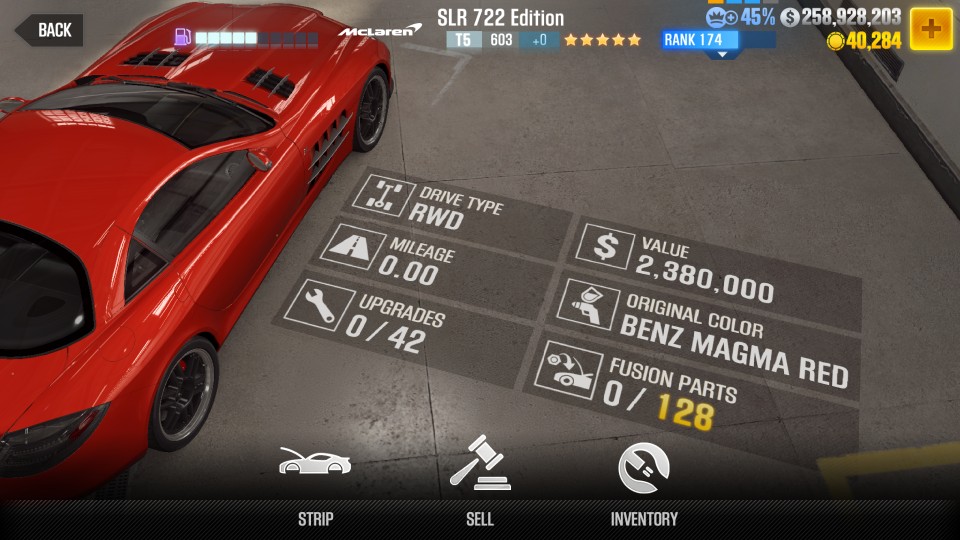 BACK
McLaren
SLR 722 Edition
T5 603 +0
RANK 174
45% $ 258,928,203
40,284
DRIVE TYPE
RWD
MILEAGE
0.00
UPGRADES
0 / 42
$ VALUE
2,380,000
ORIGINAL COLOR
BENZ MAGMA RED
FUSION PARTS
0 / 128
STRIP
SELL
INVENTORY